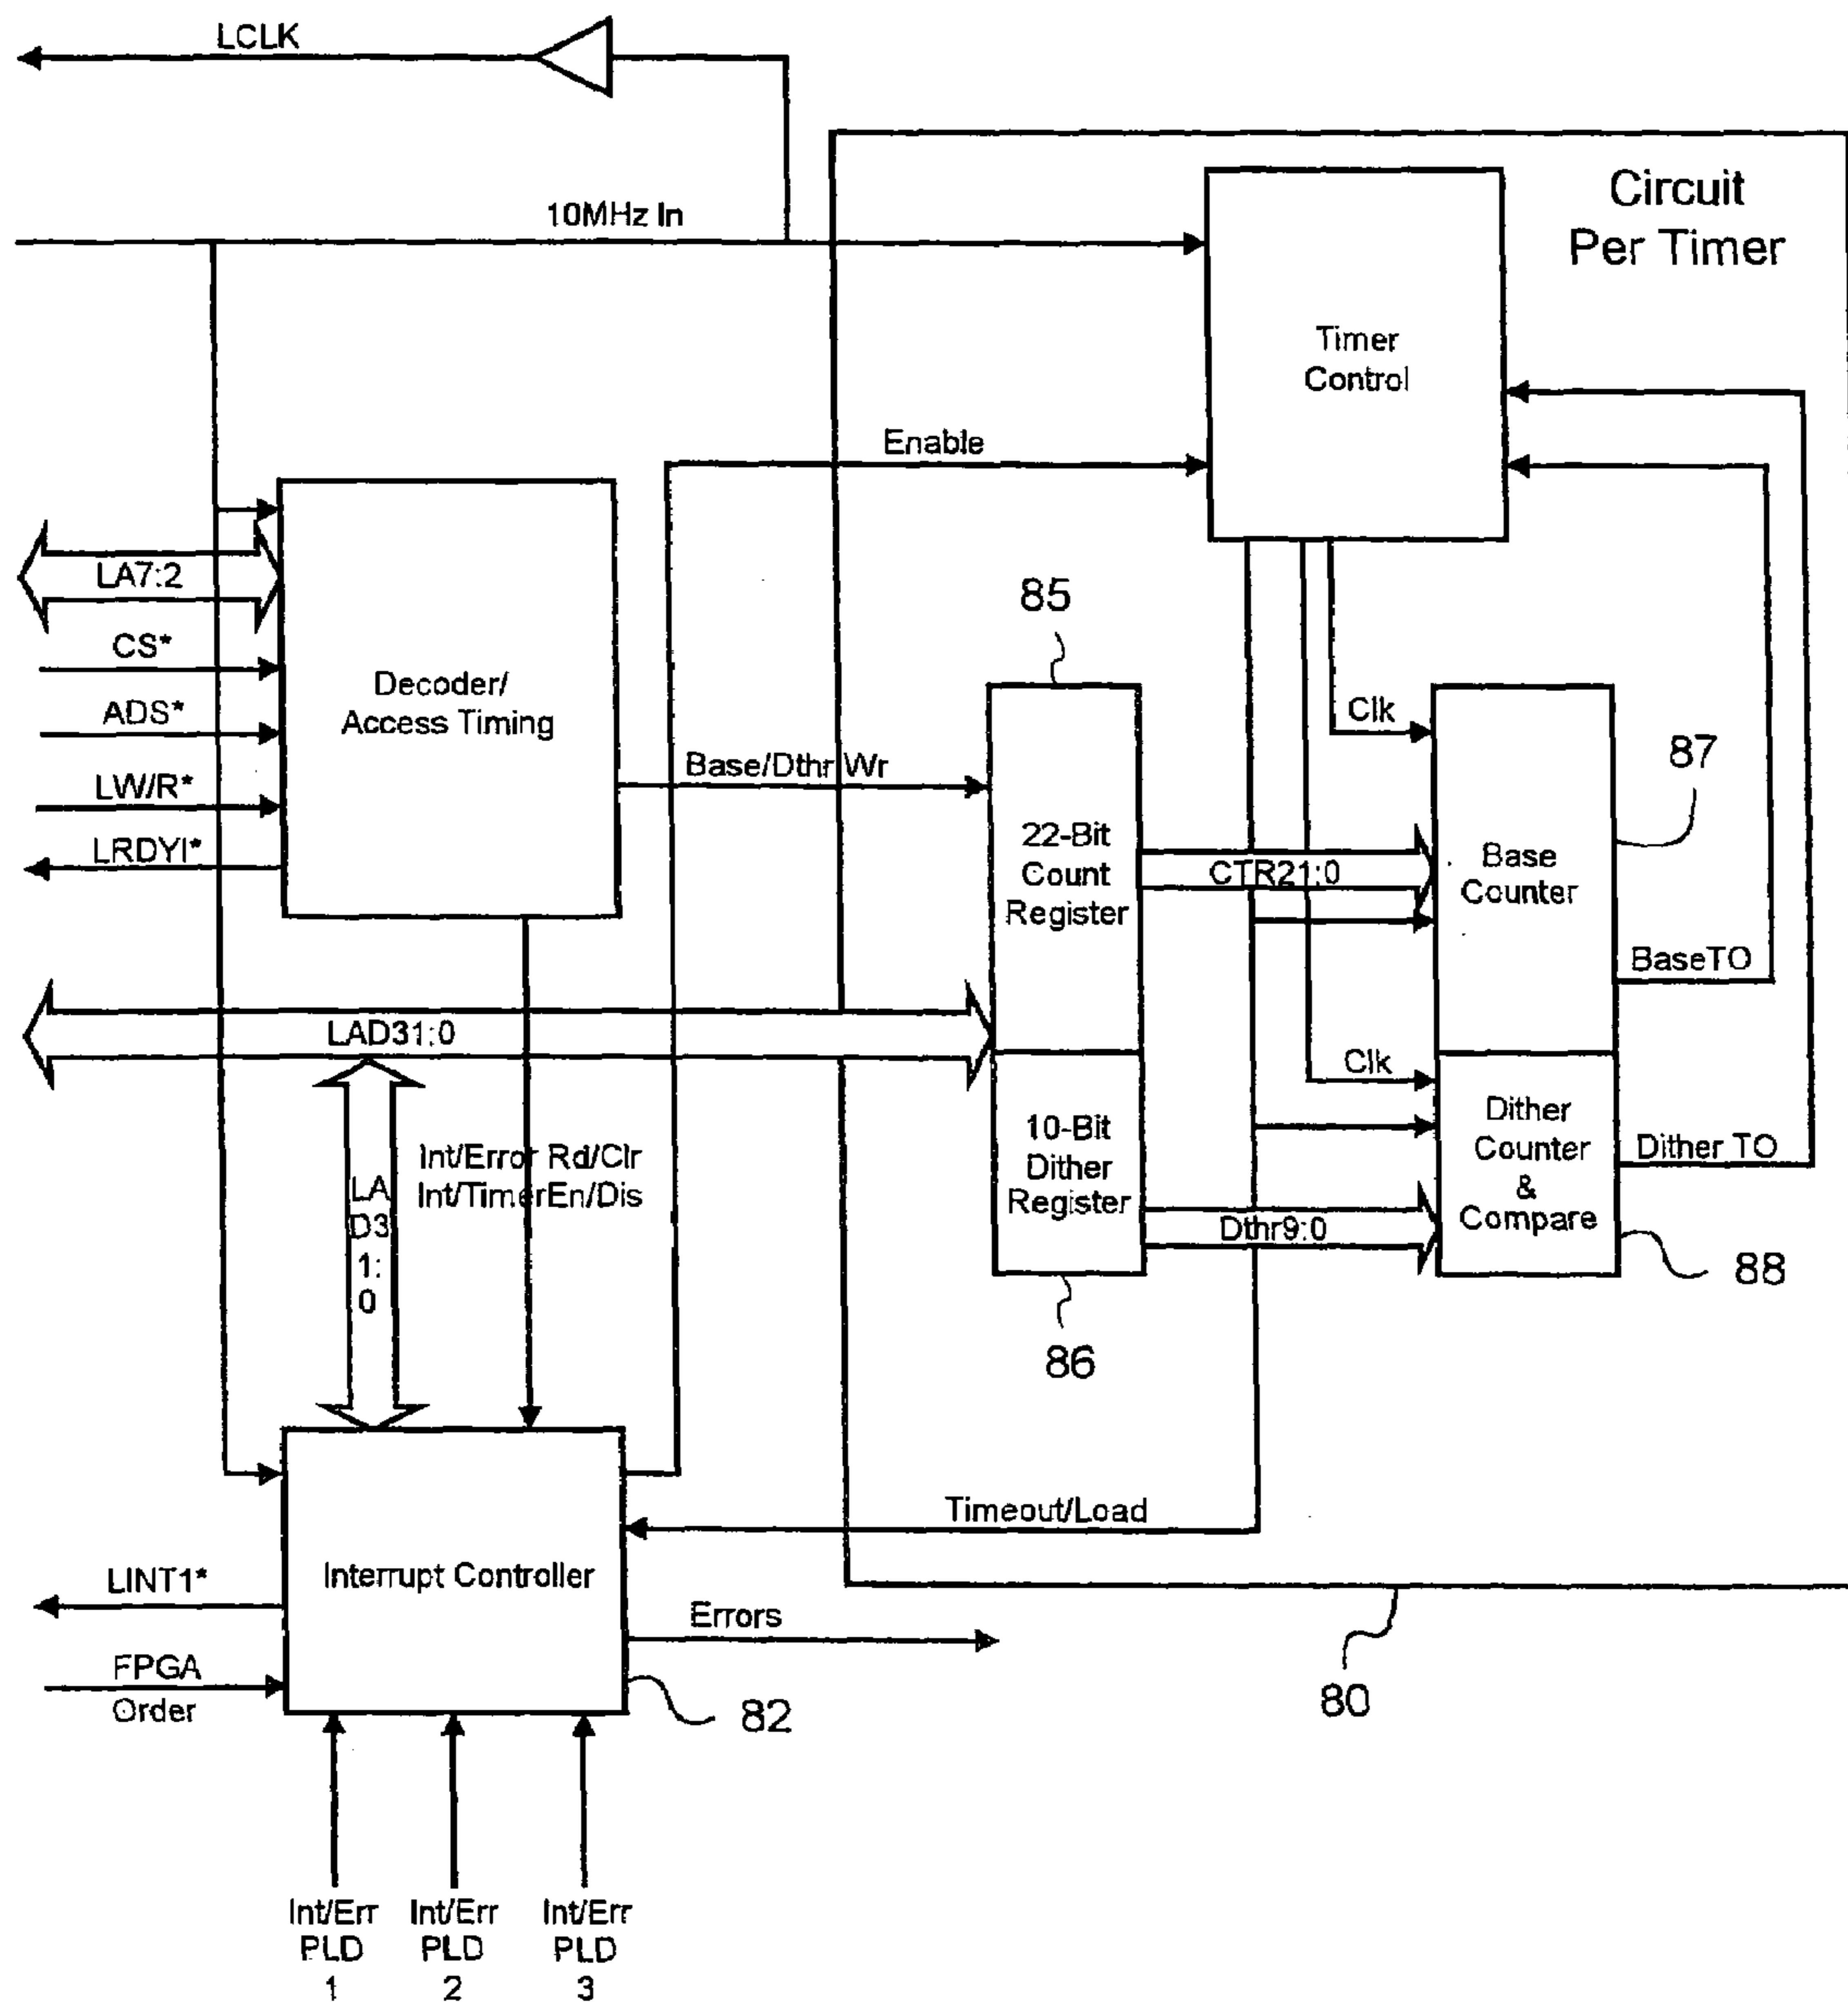 LCLK
10MHz In
Circuit
Per Timer
Timer
Control
Enable
LA7:2
CS*
ADS*
LW/R*
LRDYI*
Decoder/
Access Timing
Base/Dthr Wr
85
22-Bit
Count
Register
Clk
87
CTR21:0
Base
Counter
BaseTO
LAD31:0
Clk
10-Bit
Dither
Register
Dither
Counter
&
Compare
Dither TO
Int/Error Rd/Clr
Int/TimerEn/Dis
LA
D3
1:
0
Dthr9:0
88
86
Timeout/Load
Interrupt Controller
LINT1*
Errors
FPGA
Order
82
80
Int/Err
PLD
1
Int/Err
PLD
2
Int/Err
PLD
3